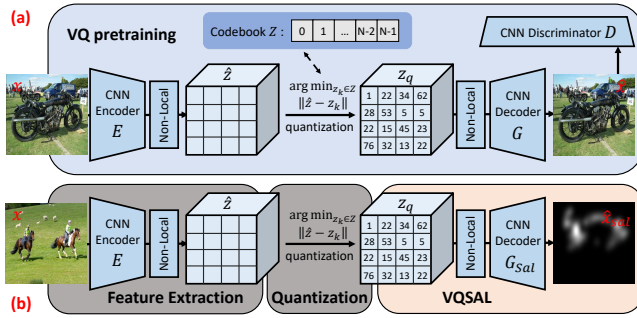 (a)
VQ pretraining
Codebook Z : 0 1 ... N-2 N-1
CNN Discriminator D
x
CNN Encoder E
Non-Local
ẑ
arg min_{z_k∈Z}
‖ẑ − z_k‖
quantization
z_q
1 22 34 62
28 53 5 5
22 15 45 23
76 32 13 22
Non-Local
CNN Decoder G
x
CNN Encoder E
Non-Local
ẑ
arg min_{z_k∈Z}
‖ẑ − z_k‖
quantization
z_q
1 22 34 62
28 53 5 5
22 15 45 23
76 32 13 22
Non-Local
CNN Decoder G_{Sal}
x̂_{sal}
(b)
Feature Extraction
Quantization
VQSAL